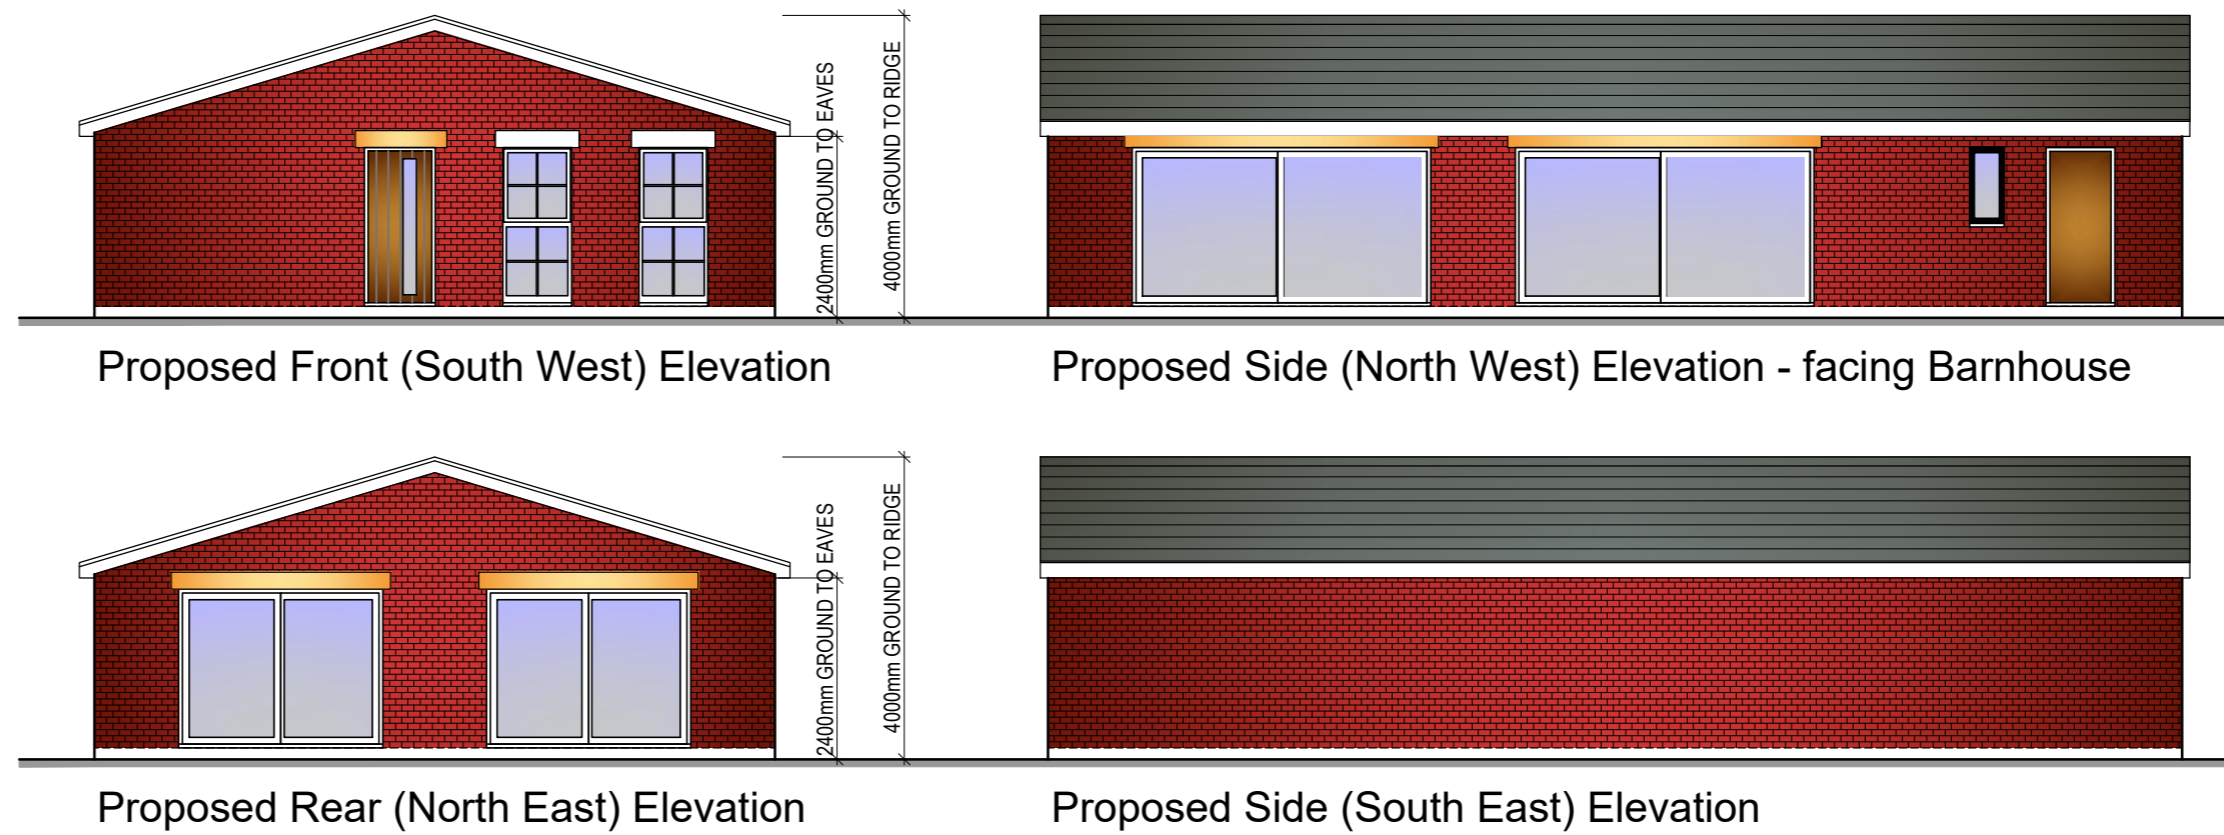 2400mm GROUND TO EAVES
4000mm GROUND TO RIDGE
Proposed Front (South West) Elevation
Proposed Side (North West) Elevation - facing Barnhouse
2400mm GROUND TO EAVES
4000mm GROUND TO RIDGE
Proposed Rear (North East) Elevation
Proposed Side (South East) Elevation